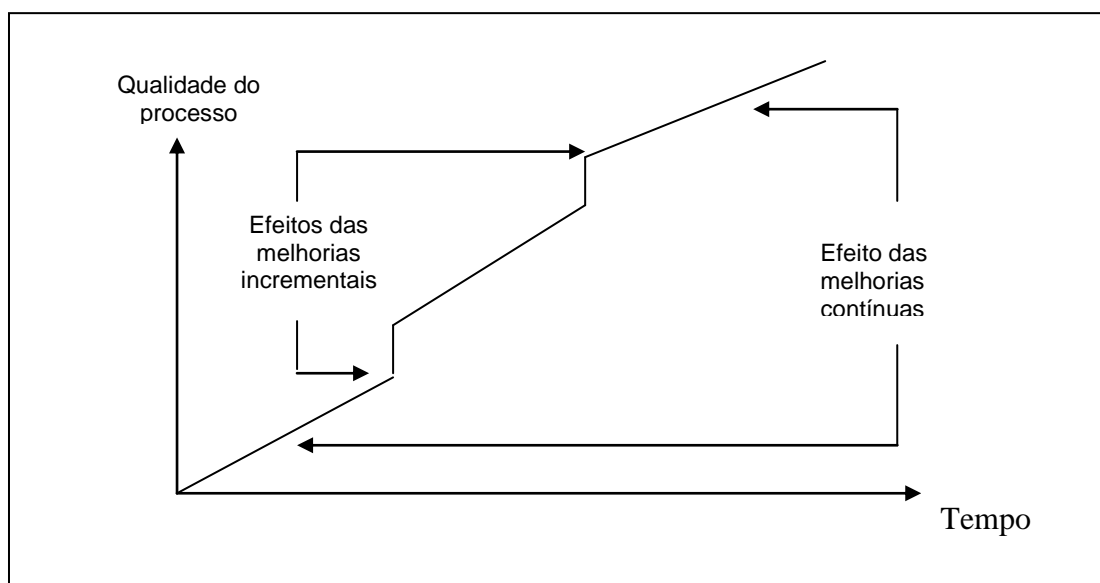 Qualidade do
processo
Efeitos das
melhorias
incrementais
Efeito das
melhorias
contínuas
Tempo